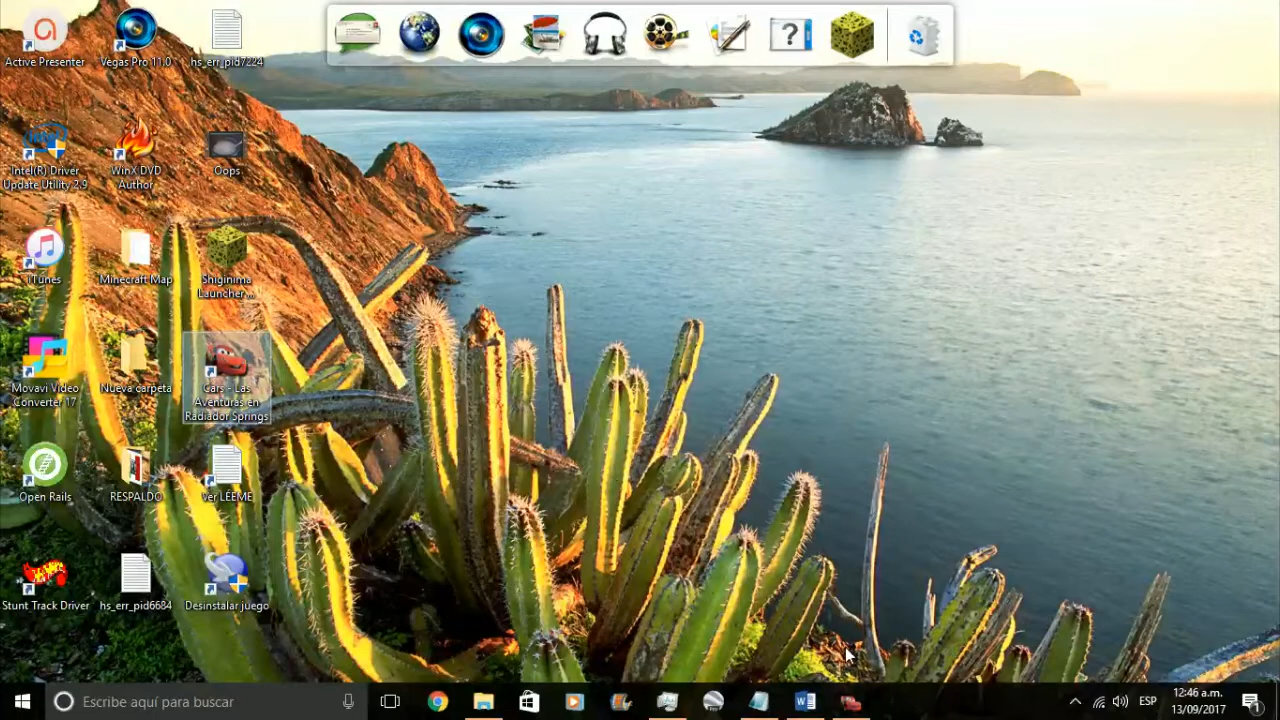 Active Presenter
Vegas Pro 11.0
hs_err_pid7224
Intel(R) Driver
Update Utility 2.9
WinX DVD
Author
Oops
iTunes
Minecraft Map
Shiginima
Launcher...
Movavi Video
Converter 17
Nueva carpeta
Cars - Las
Aventuras en
Radiador Springs
Open Rails
RESPALDO
Ver LÉEME
Stunt Track Driver
hs_err_pid6684
Desinstalar juego
Escribe aquí para buscar
ESP
12:46 a.m.
13/09/2017
1